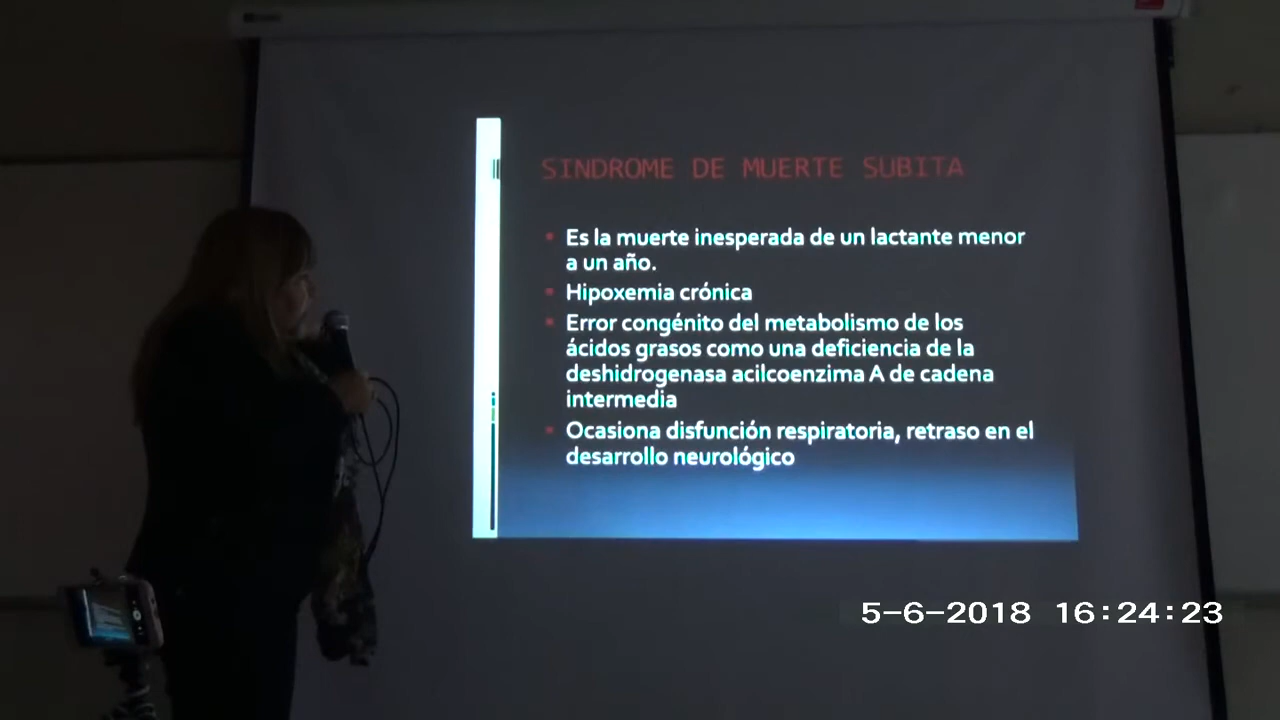 SINDROME DE MUERTE SUBITA
Es la muerte inesperada de un lactante menor
a un año.
Hipoxemia crónica
Error congénito del metabolismo de los
ácidos grasos como una deficiencia de la
deshidrogenasa acilcoenzima A de cadena
intermedia
Ocasiona disfunción respiratoria, retraso en el
desarrollo neurológico
5-6-2018 16:24:23